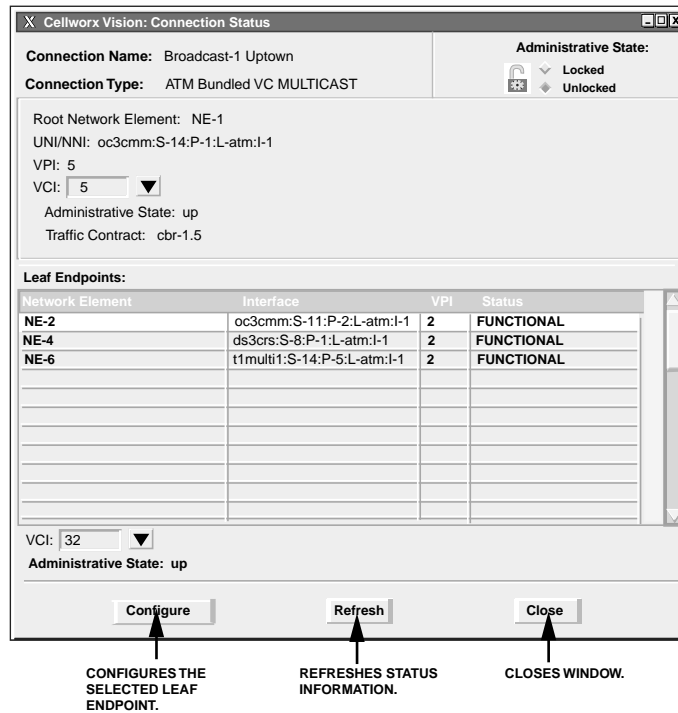 X Cellworx Vision: Connection Status
Connection Name: Broadcast-1 Uptown
Connection Type: ATM Bundled VC MULTICAST
Administrative State:
Locked
Unlocked
Root Network Element: NE-1
UNI/NNI: oc3cmm:S-14:P-1:L-atm:I-1
VPI: 5
VCI: 5
Administrative State: up
Traffic Contract: cbr-1.5
Leaf Endpoints:
Network Element Interface VPI Status
NE-2 oc3cmm:S-11:P-2:L-atm:I-1 2 FUNCTIONAL
NE-4 ds3crs:S-8:P-1:L-atm:I-1 2 FUNCTIONAL
NE-6 t1multi1:S-14:P-5:L-atm:I-1 2 FUNCTIONAL
VCI: 32
Administrative State: up
Configure Refresh Close
CONFIGURES THE
SELECTED LEAF
ENDPOINT.
REFRESHES STATUS
INFORMATION.
CLOSES WINDOW.